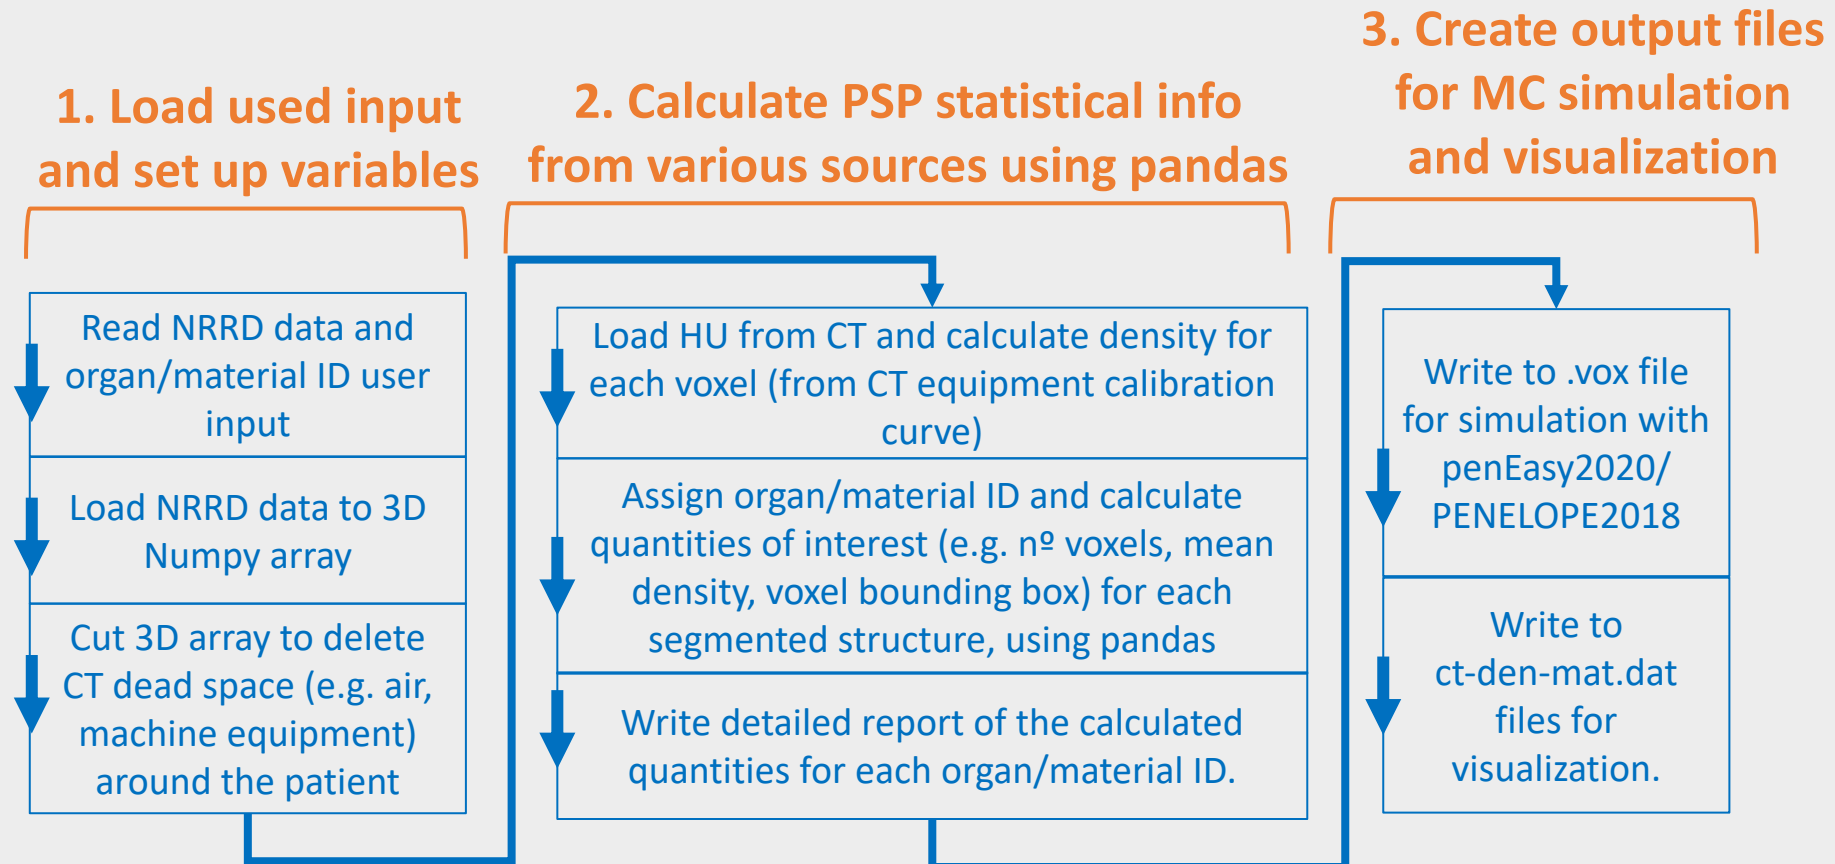 1. Load used input
and set up variables
Read NRRD data and
organ/material ID user
input
Load NRRD data to 3D
Numpy array
Cut 3D array to delete
CT dead space (e.g. air,
machine equipment)
around the patient
2. Calculate PSP statistical info
from various sources using pandas
Load HU from CT and calculate density for
each voxel (from CT equipment calibration
curve)
Assign organ/material ID and calculate
quantities of interest (e.g. nº voxels, mean
density, voxel bounding box) for each
segmented structure, using pandas
Write detailed report of the calculated
quantities for each organ/material ID.
3. Create output files
for MC simulation
and visualization
Write to .vox file
for simulation with
penEasy2020/
PENELOPE2018
Write to
ct-den-mat.dat
files for
visualization.